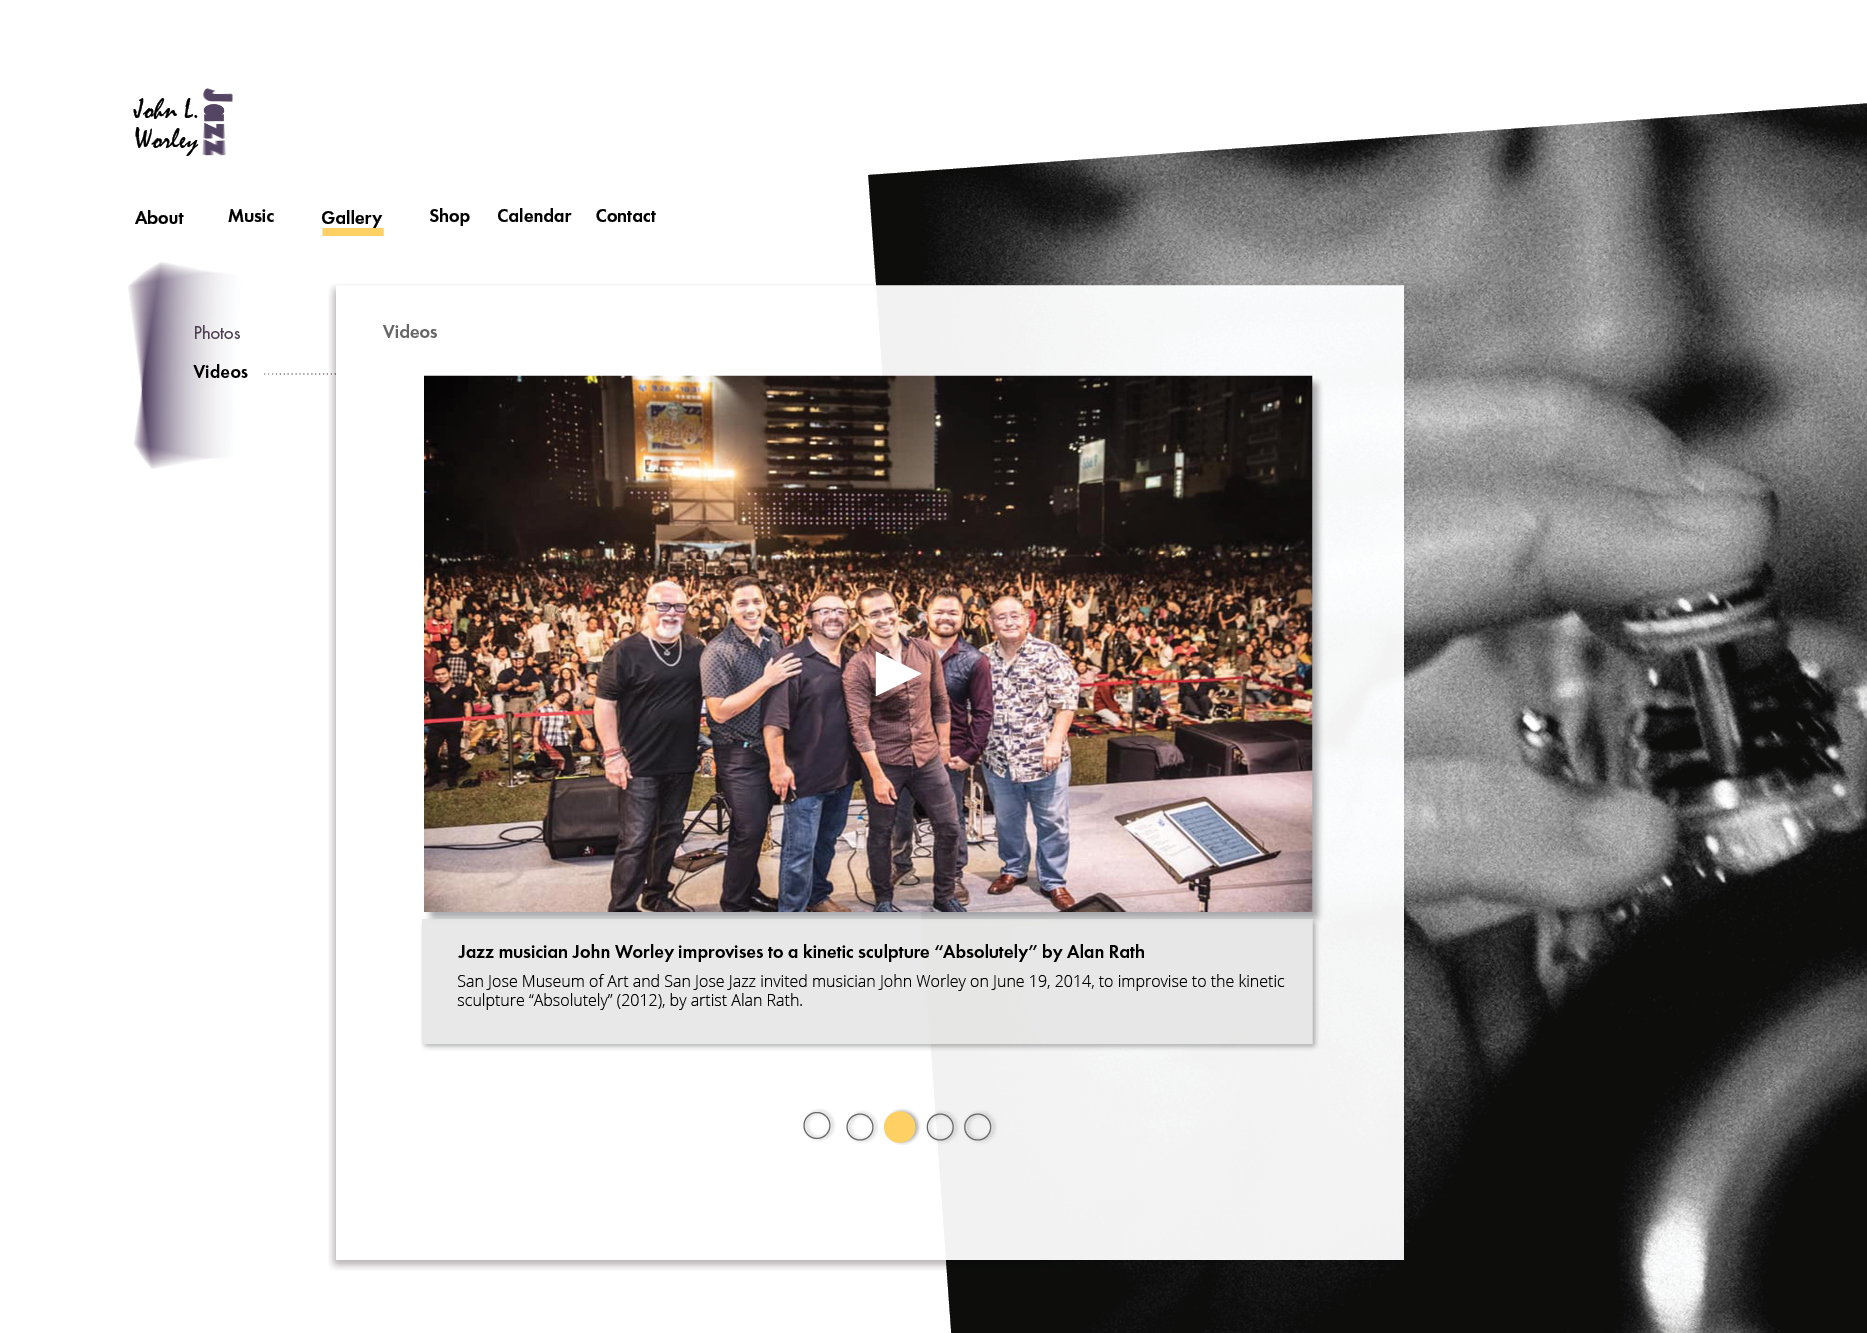 John L.
Worley
Jazz
About
Music
Gallery
Shop
Calendar
Contact
Photos
Videos
Videos
Jazz musician John Worley improvises to a kinetic sculpture “Absolutely” by Alan Rath
San Jose Museum of Art and San Jose Jazz invited musician John Worley on June 19, 2014, to improvise to the kinetic
sculpture “Absolutely” (2012), by artist Alan Rath.